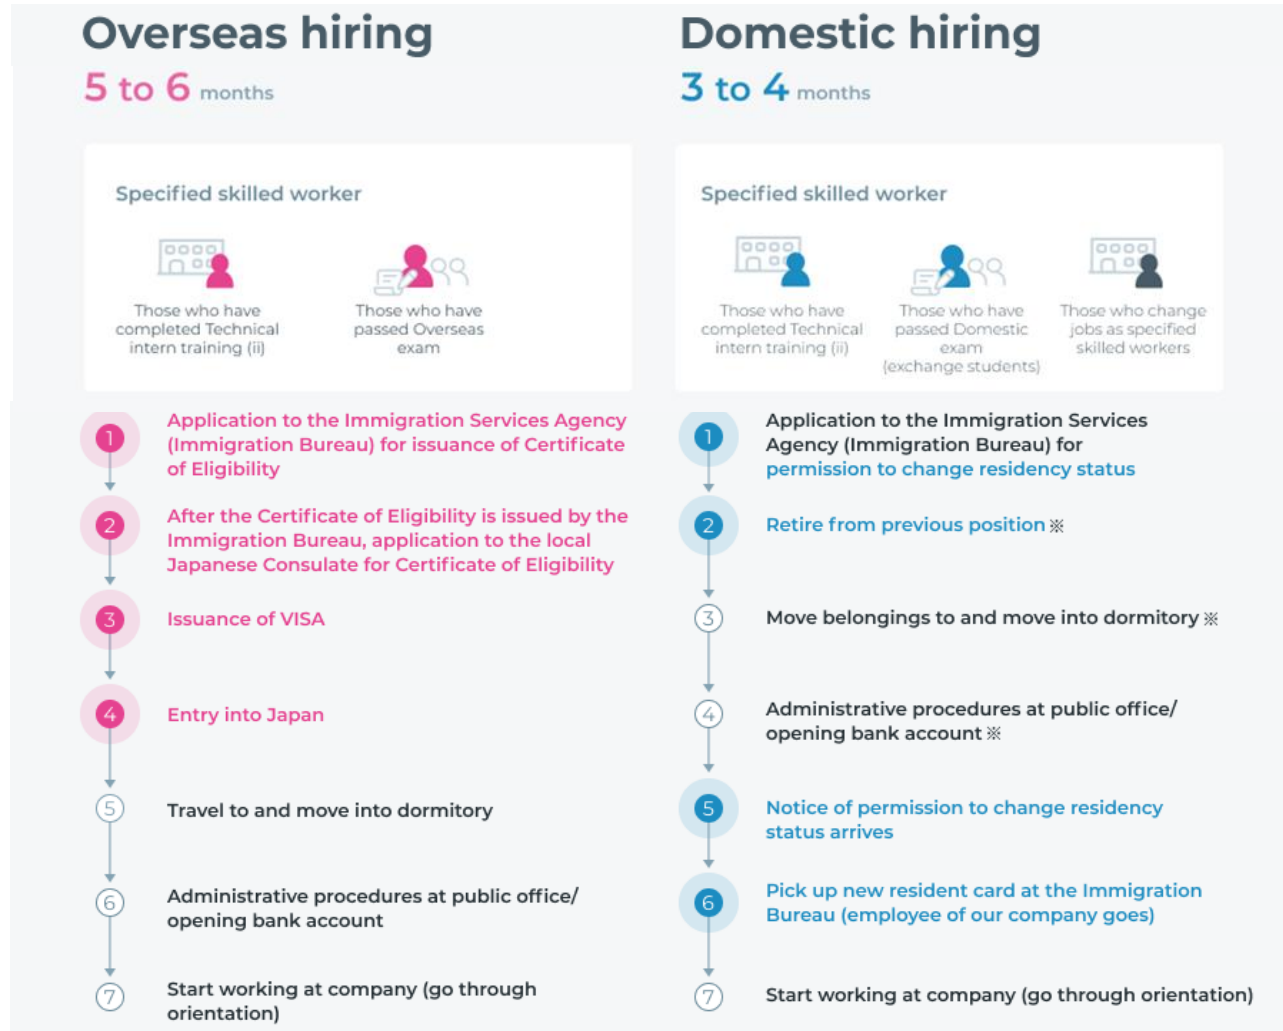 Overseas hiring
5 to 6 months
Specified skilled worker
Those who have
completed Technical
intern training (ii)
Those who have
passed Overseas
exam
1
Application to the Immigration Services Agency
(Immigration Bureau) for issuance of Certificate
of Eligibility
2
After the Certificate of Eligibility is issued by the
Immigration Bureau, application to the local
Japanese Consulate for Certificate of Eligibility
3
Issuance of VISA
4
Entry into Japan
5
Travel to and move into dormitory
6
Administrative procedures at public office/
opening bank account
7
Start working at company (go through
orientation)
Domestic hiring
3 to 4 months
Specified skilled worker
Those who have
completed Technical
intern training (ii)
Those who have
passed Domestic
exam
(exchange students)
Those who change
jobs as specified
skilled workers
1
Application to the Immigration Services
Agency (Immigration Bureau) for
permission to change residency status
2
Retire from previous position ※
3
Move belongings to and move into dormitory ※
4
Administrative procedures at public office/
opening bank account ※
5
Notice of permission to change residency
status arrives
6
Pick up new resident card at the Immigration
Bureau (employee of our company goes)
7
Start working at company (go through orientation)